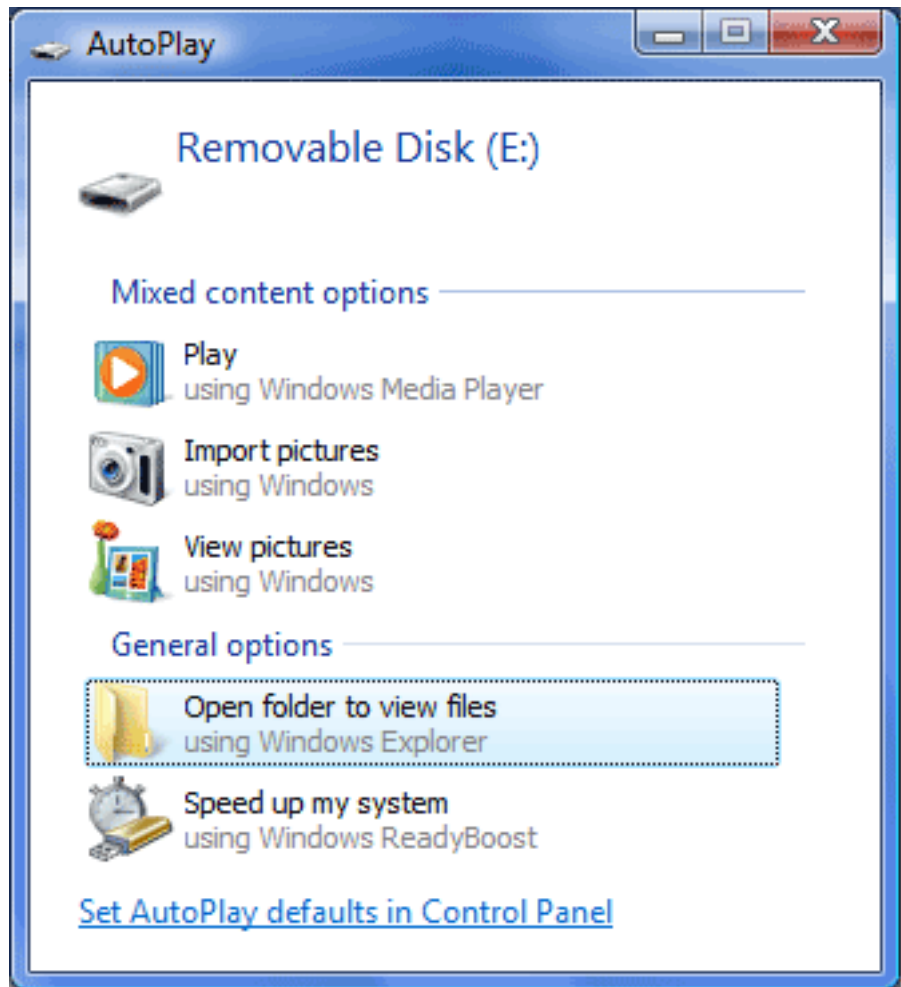 AutoPlay
Removable Disk (E:)
Mixed content options
Play
using Windows Media Player
Import pictures
using Windows
View pictures
using Windows
General options
Open folder to view files
using Windows Explorer
Speed up my system
using Windows ReadyBoost
Set AutoPlay defaults in Control Panel